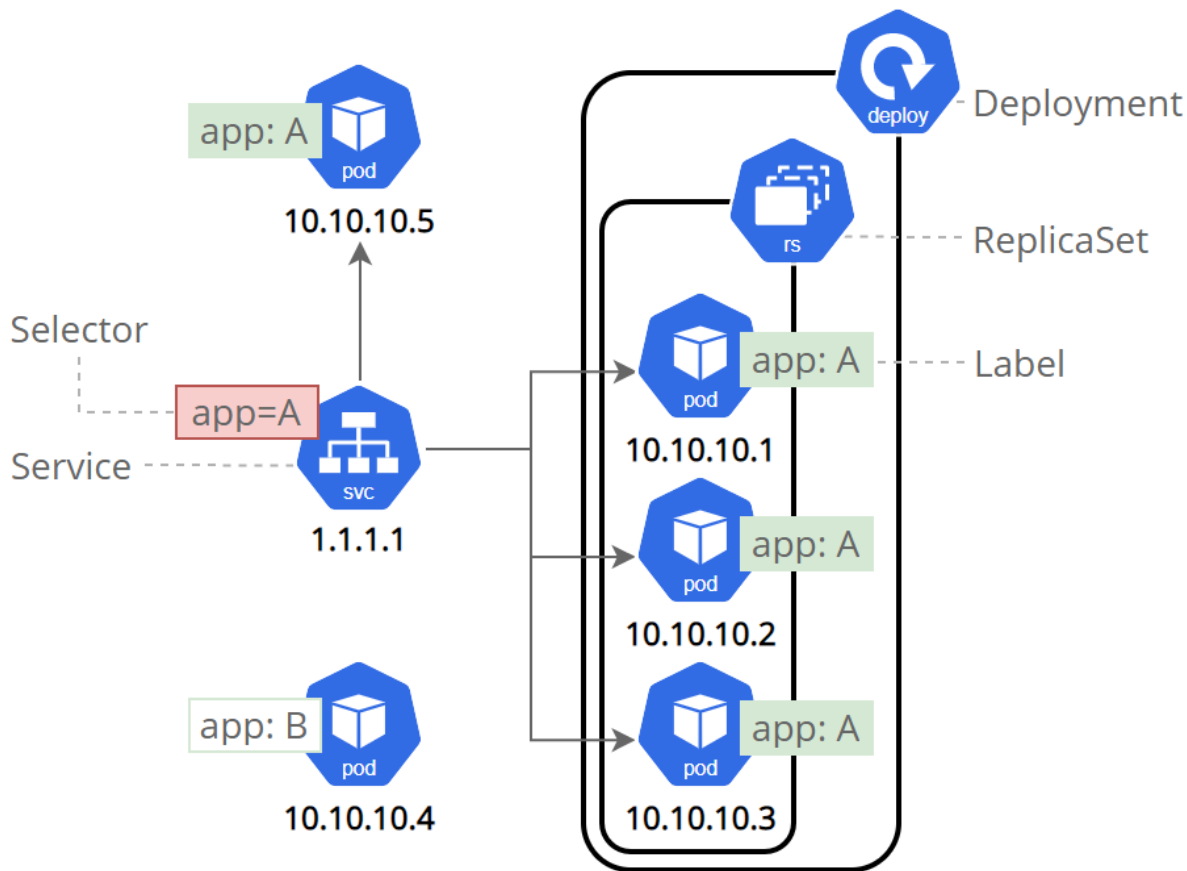 deploy
Deployment
app: A
pod
10.10.10.5
rs
ReplicaSet
Selector
app=A
Service
svc
1.1.1.1
app: A
Label
pod
10.10.10.1
app: A
pod
10.10.10.2
app: B
pod
10.10.10.4
app: A
pod
10.10.10.3